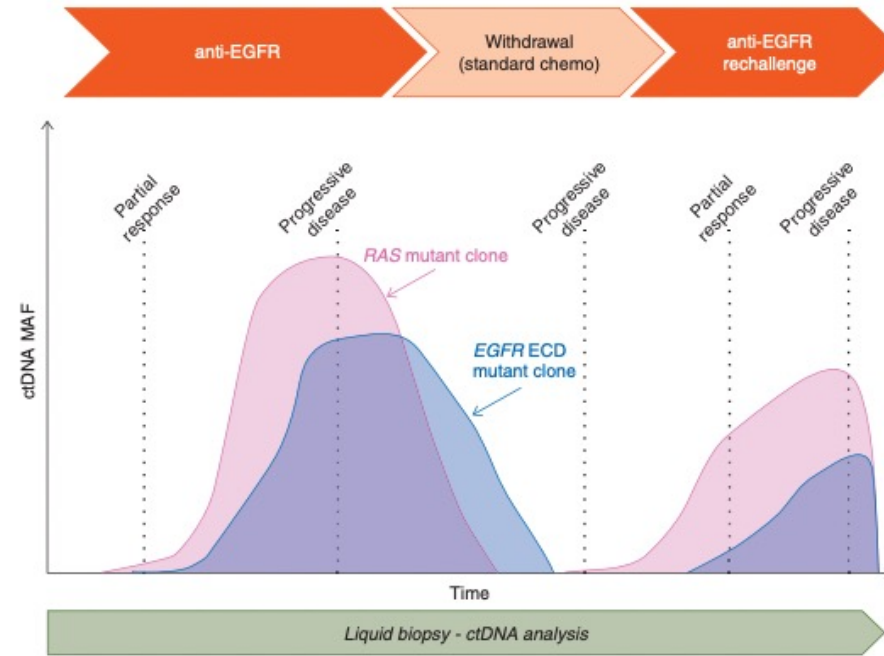 anti-EGFR
Withdrawal
(standard chemo)
anti-EGFR
rechallenge
Partial
response
Progressive
disease
Progressive
disease
Partial
response
Progressive
disease
RAS mutant clone
EGFR ECD
mutant clone
ctDNA MAF
Time
Liquid biopsy - ctDNA analysis